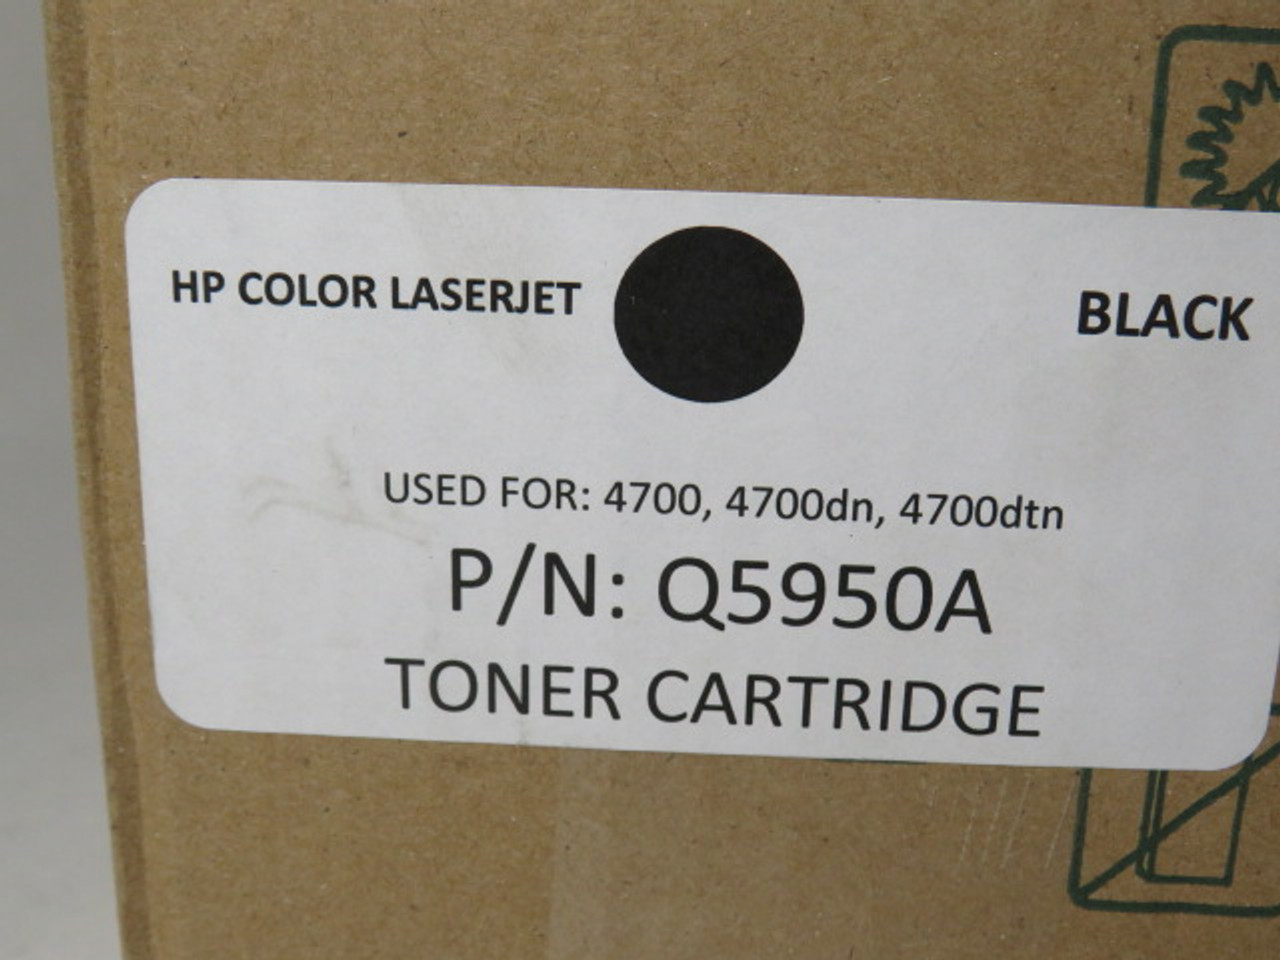 HP COLOR LASERJET BLACK
USED FOR: 4700, 4700dn, 4700dtn
P/N: Q5950A
TONER CARTRIDGE